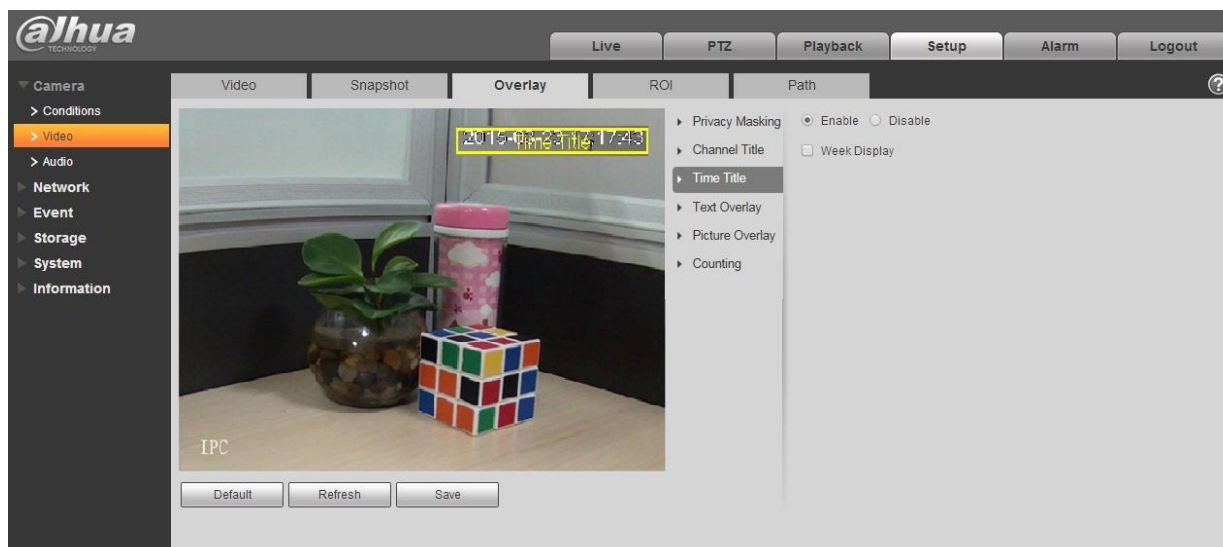 alhua
TECHNOLOGY
Live PTZ Playback Setup Alarm Logout
Camera
Conditions
Video
Audio
Network
Event
Storage
System
Information
Video Snapshot Overlay ROI Path
?
Time Title
IPC
Default Refresh Save
Privacy Masking
Channel Title
Time Title
Text Overlay
Picture Overlay
Counting
Enable Disable
Week Display